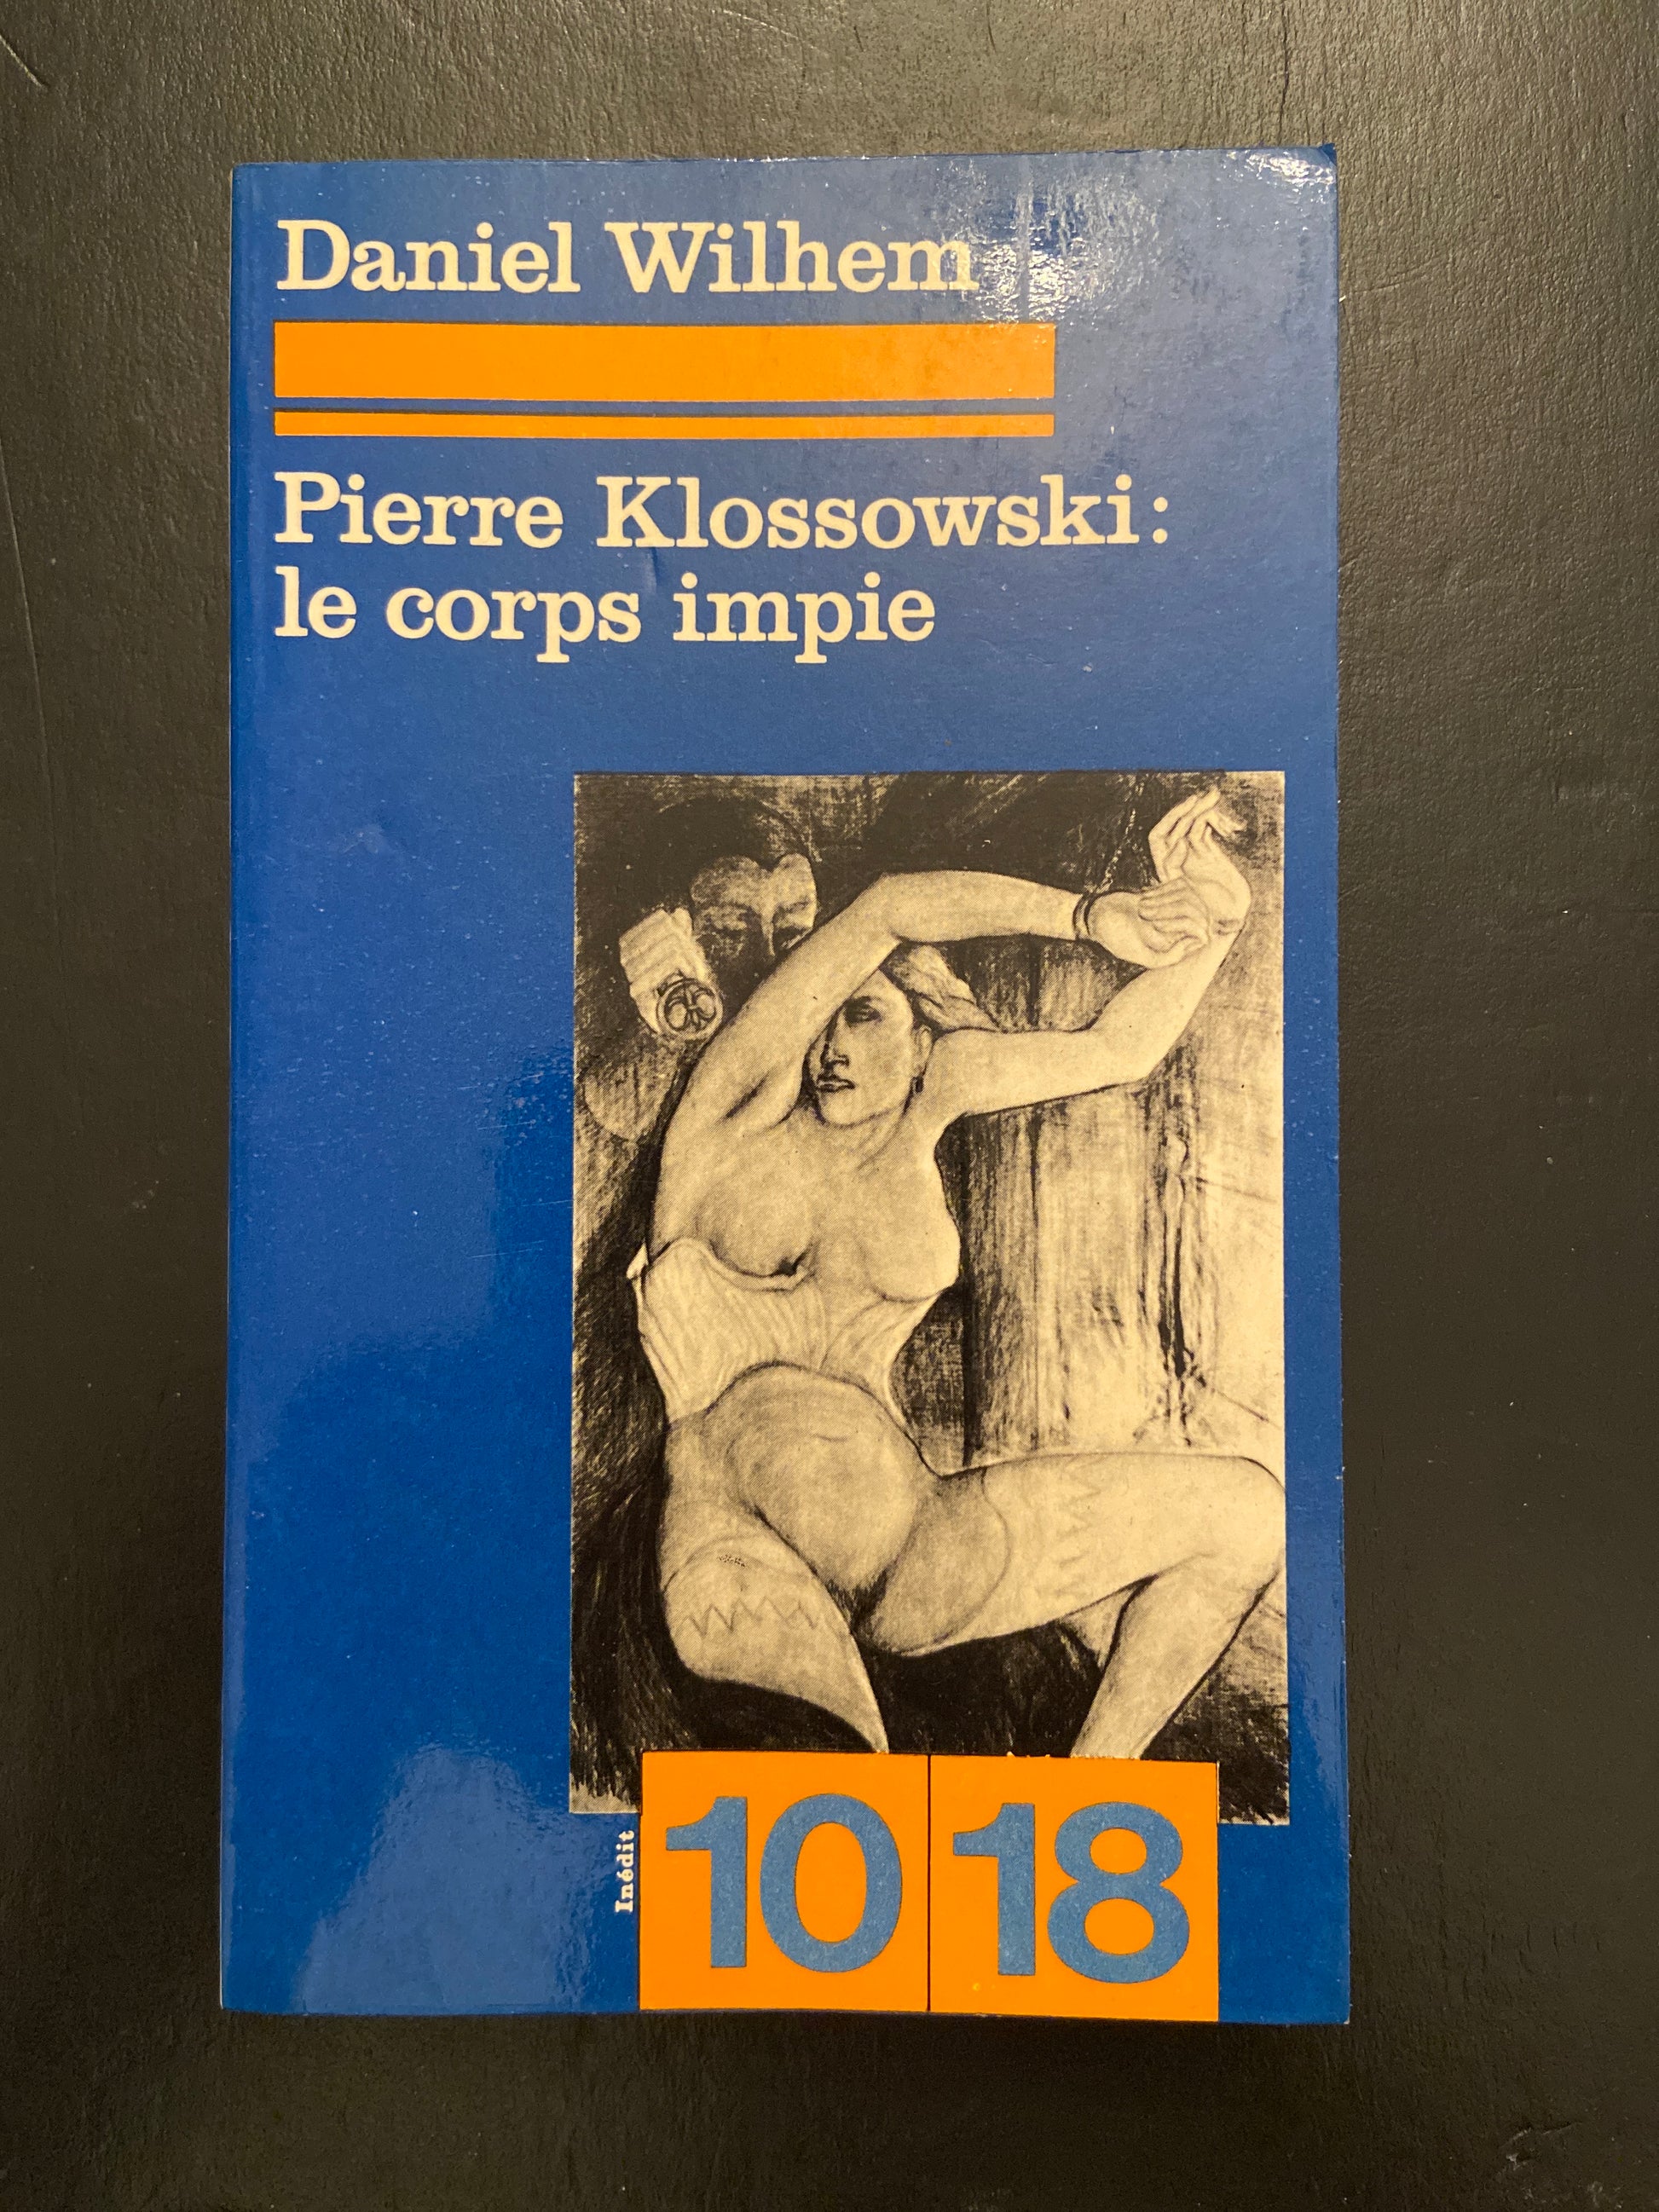 Daniel Wilhem
Pierre Klossowski:
le corps impie
Inédit
10 18